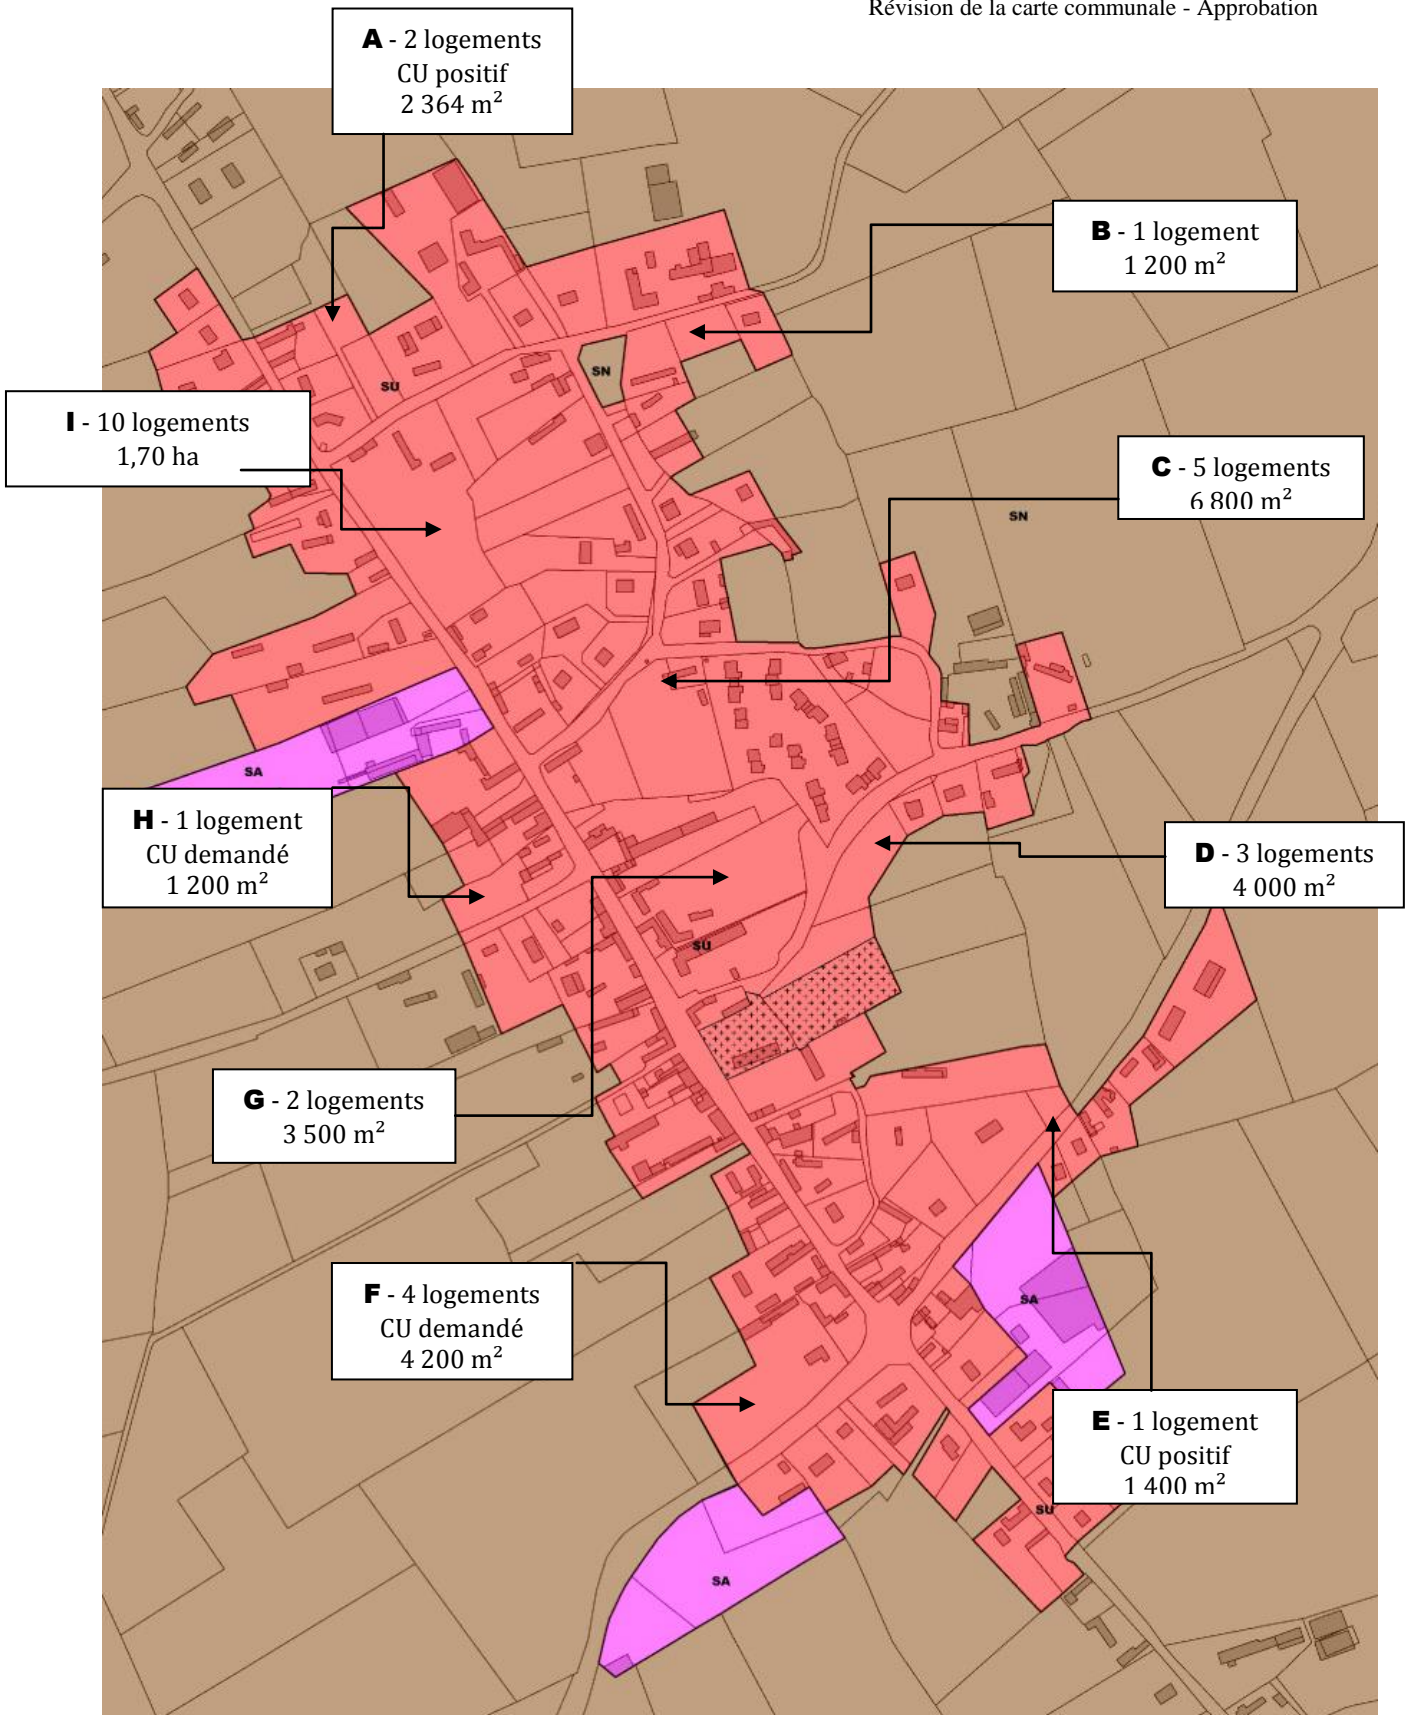 Révision de la carte communale - Approbation
A - 2 logements
CU positif
2 364 m²
B - 1 logement
1 200 m²
SN
SU
I - 10 logements
1,70 ha
C - 5 logements
6 800 m²
SN
SA
H - 1 logement
CU demandé
1 200 m²
D - 3 logements
4 000 m²
SU
G - 2 logements
3 500 m²
F - 4 logements
CU demandé
4 200 m²
SA
E - 1 logement
CU positif
1 400 m²
SU
SA